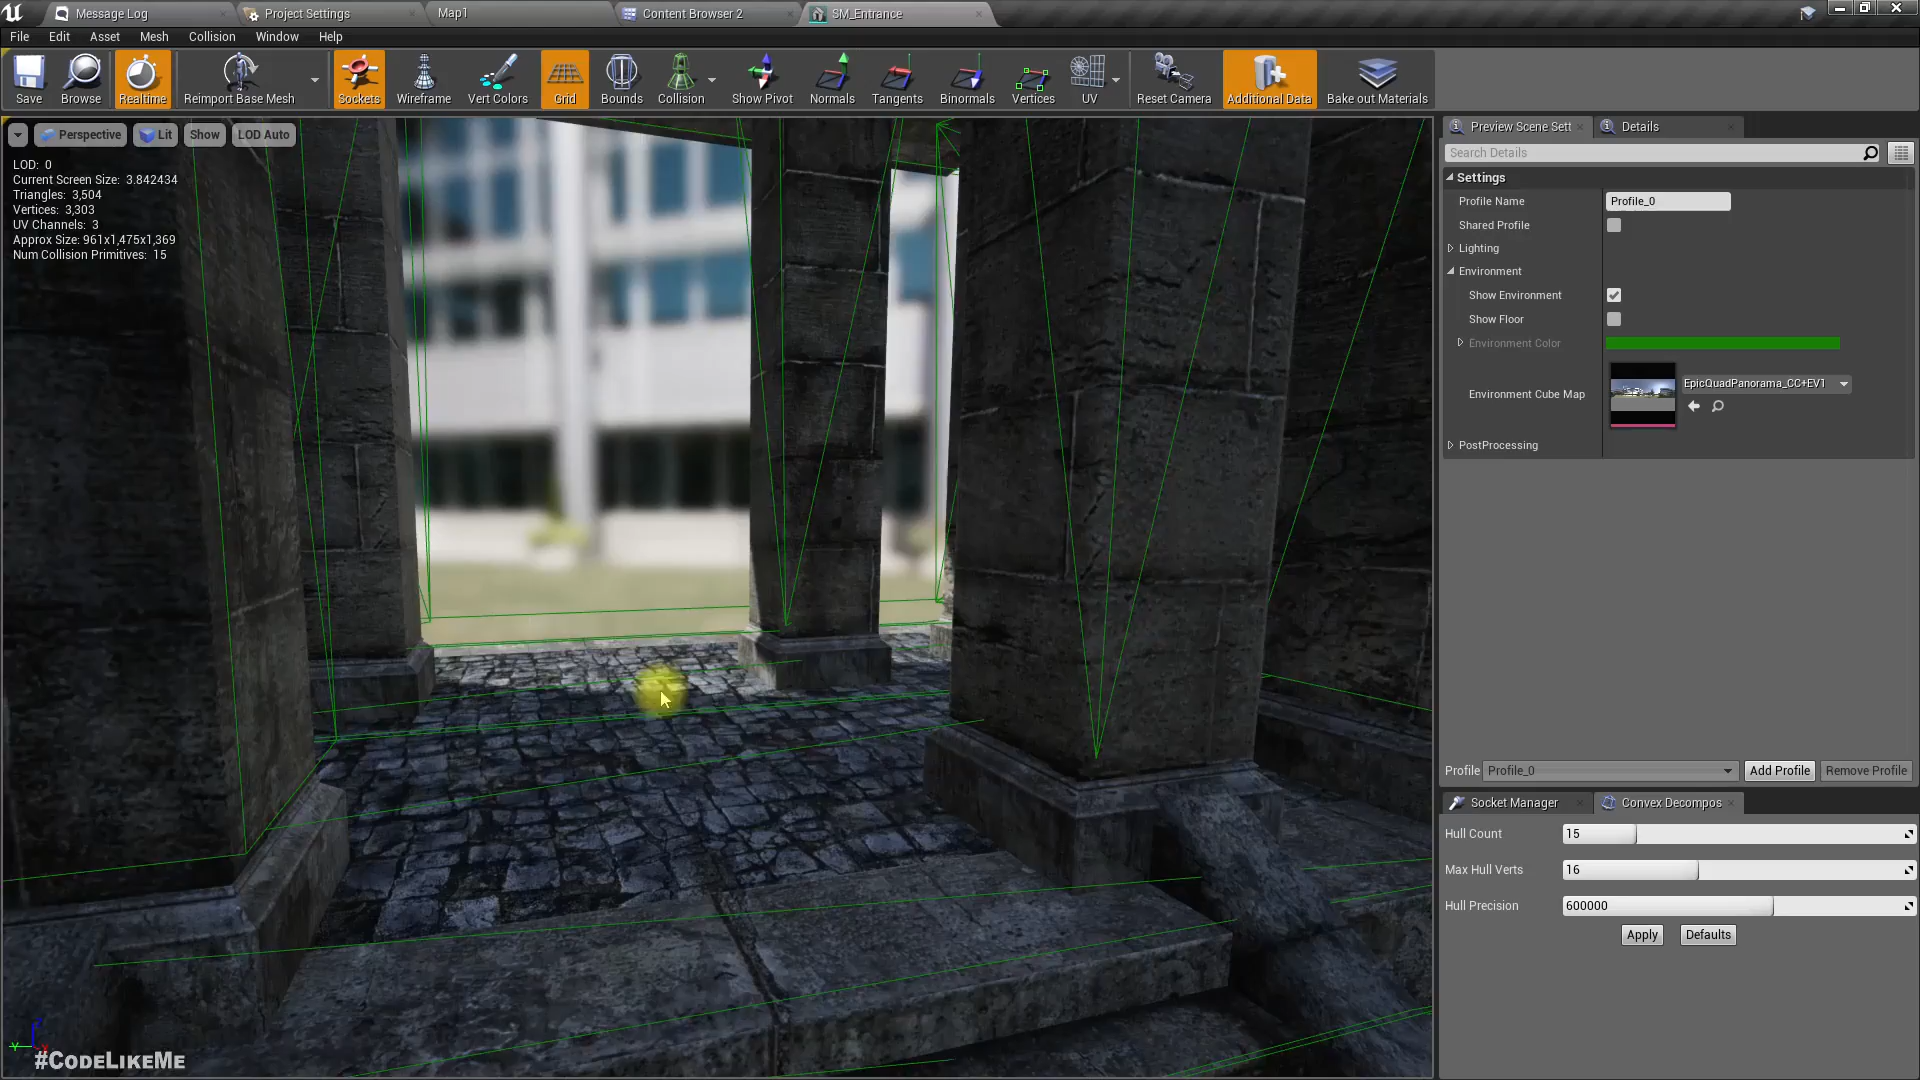 Message Log
Project Settings
Map1
Content Browser 2
SM_Entrance
File Edit Asset Mesh Collision Window Help
Save
Browse
Realtime
Reimport Base Mesh
Sockets
Wireframe
Vert Colors
Grid
Bounds
Collision
Show Pivot
Normals
Tangents
Binormals
Vertices
UV
Reset Camera
Additional Data
Bake out Materials
Perspective
Lit
Show
LOD Auto
LOD: 0
Current Screen Size: 3.842434
Triangles: 3,504
Vertices: 3,303
UV Channels: 3
Approx Size: 961x1,475x1,369
Num Collision Primitives: 15
Y
#CodeLikeMe
Preview Scene Sett
Details
Search Details
Settings
Profile Name Profile_0
Shared Profile
Lighting
Environment
Show Environment
Show Floor
Environment Color
Environment Cube Map EpicQuadPanorama_CC+EV1
PostProcessing
Profile Profile_0 Add Profile Remove Profile
Socket Manager
Convex Decompos
Hull Count 15
Max Hull Verts 16
Hull Precision 600000
Apply Defaults